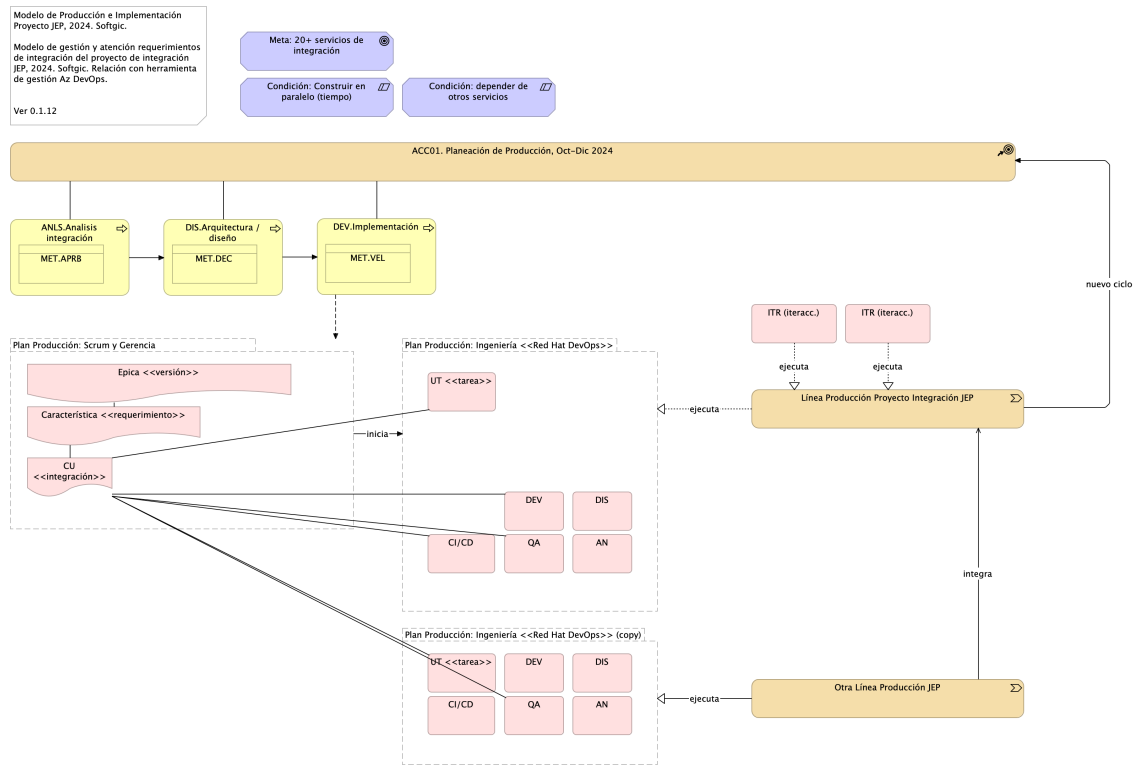 Modelo de Producción e Implementación
Proyecto JEP, 2024. Softgic.
Modelo de gestión y atención requerimientos
de integración del proyecto de integración
JEP, 2024. Softgic. Relación con herramienta
de gestión Az DevOps.
Ver 0.1.12
Meta: 20+ servicios de
integración
Condición: Construir en
paralelo (tiempo)
Condición: depender de
otros servicios
ACC01. Planeación de Producción, Oct-Dic 2024
ANLS.Analisis
integración
MET.APRB
DIS.Arquitectura /
diseño
MET.DEC
DEV.Implementación
MET.VEL
nuevo ciclo
ITR (iteracc.)
ITR (iteracc.)
ejecuta
ejecuta
Plan Producción: Scrum y Gerencia
Epica <<versión>>
Característica <<requerimiento>>
CU
<<integración>>
inicia
Plan Producción: Ingeniería <<Red Hat DevOps>>
UT <<tarea>>
DEV
DIS
CI/CD
QA
AN
ejecuta
Línea Producción Proyecto Integración JEP
integra
Plan Producción: Ingeniería <<Red Hat DevOps>> (copy)
UT <<tarea>>
DEV
DIS
CI/CD
QA
AN
ejecuta
Otra Línea Producción JEP